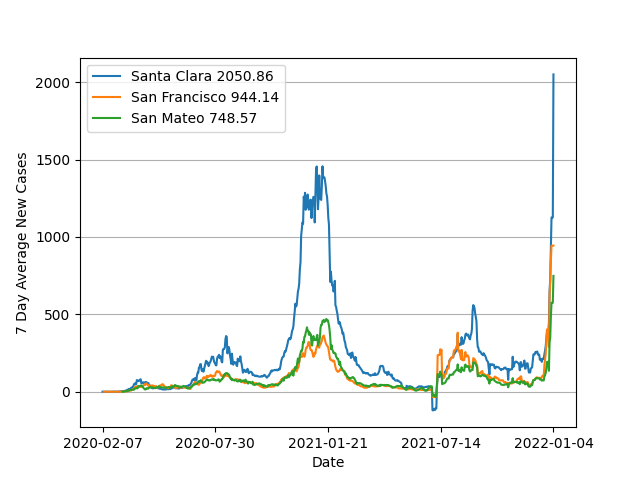 Santa Clara 2050.86
San Francisco 944.14
San Mateo 748.57
2000
1500
1000
500
0
7 Day Average New Cases
2020-02-07 2020-07-30 2021-01-21 2021-07-14 2022-01-04
Date